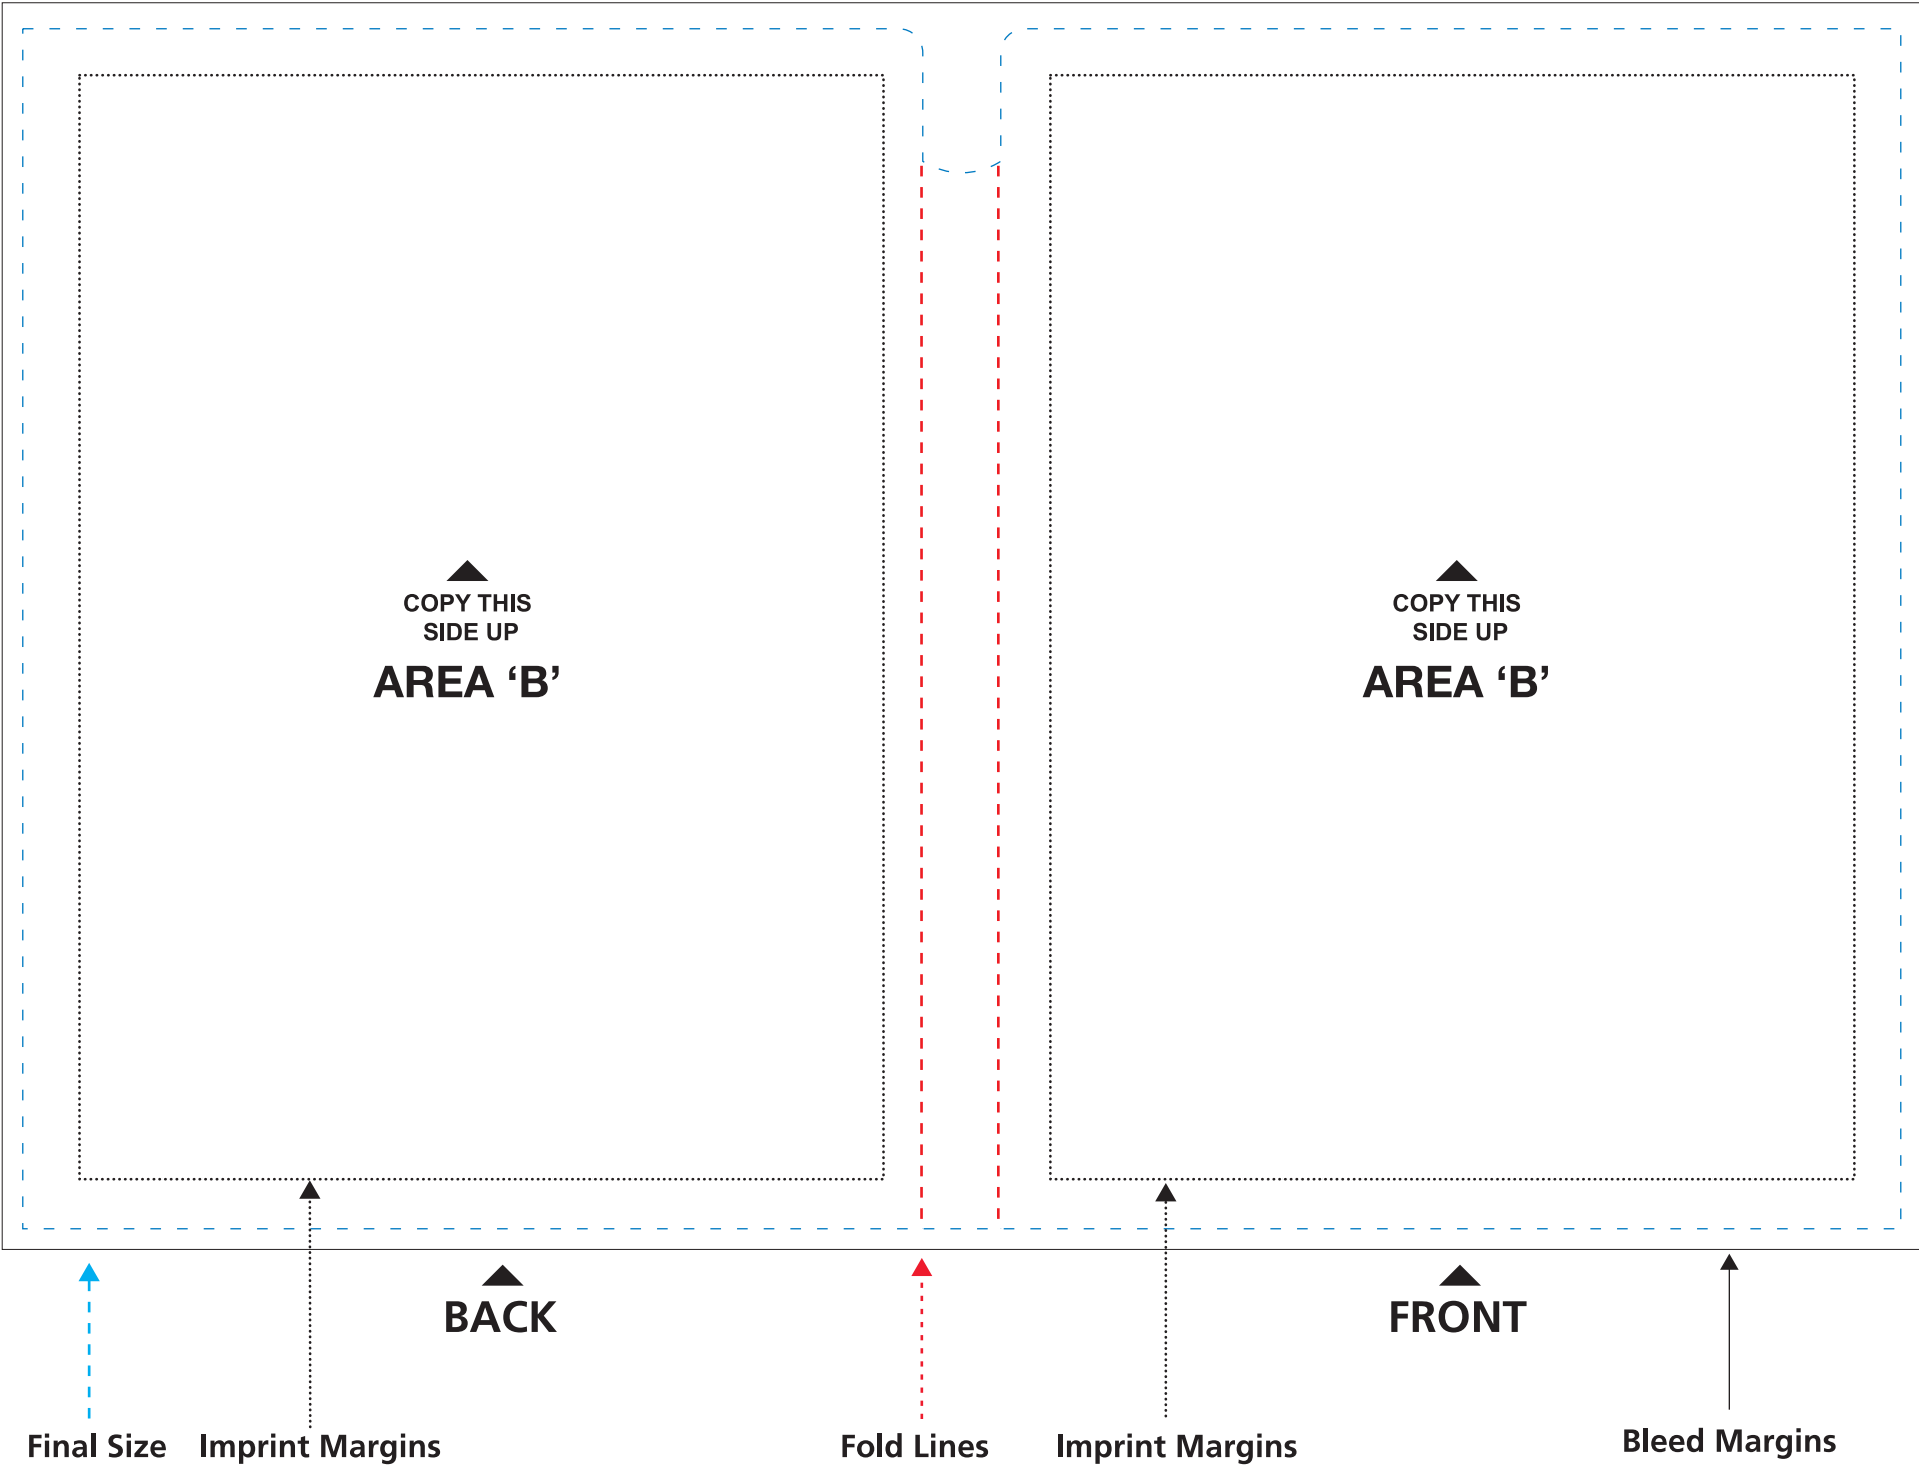 COPY THIS
SIDE UP
AREA ‘B’
COPY THIS
SIDE UP
AREA ‘B’
BACK
FRONT
Final Size
Imprint Margins
Fold Lines
Imprint Margins
Bleed Margins